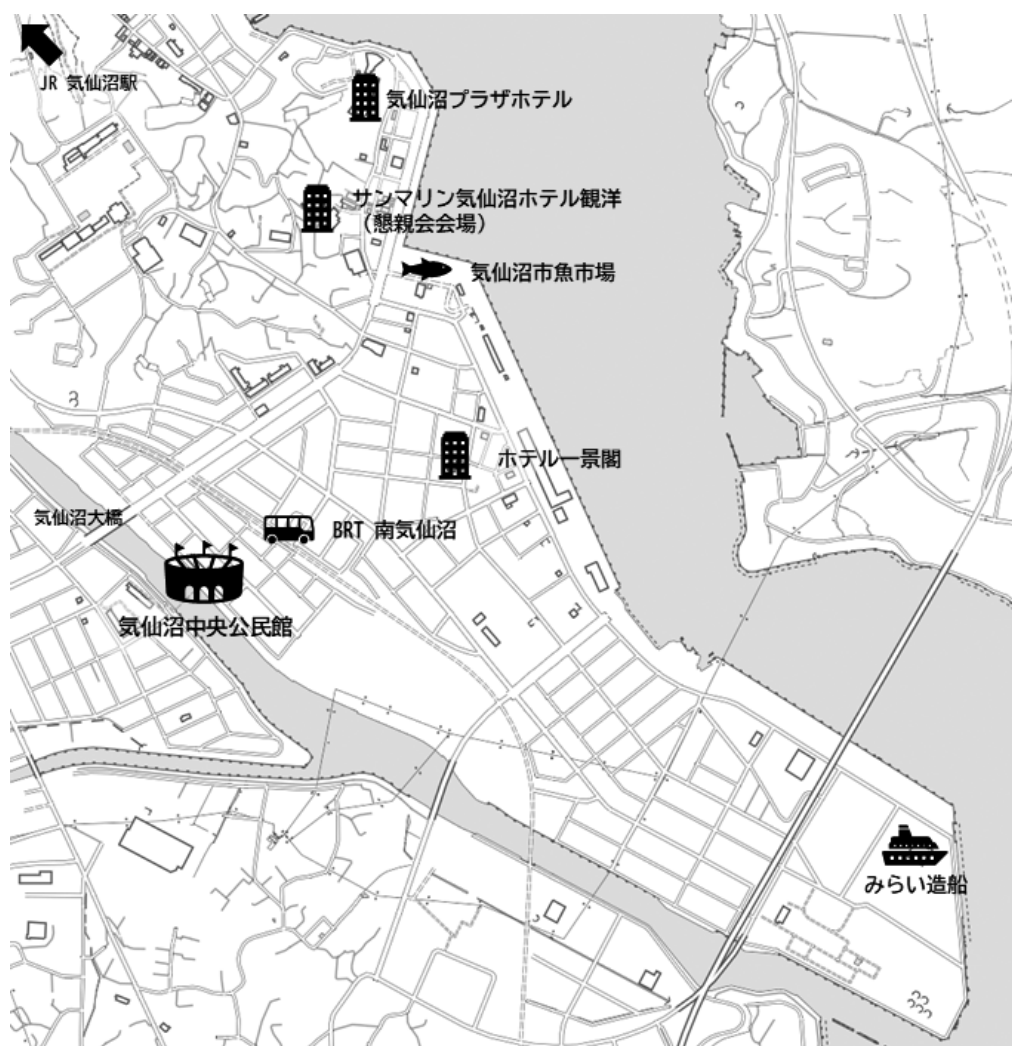 JR 気仙沼駅
気仙沼プラザホテル
サンマリン気仙沼ホテル観洋
（懇親会会場）
気仙沼市魚市場
ホテル一景閣
気仙沼大橋
BRT 南気仙沼
気仙沼中央公民館
みらい造船